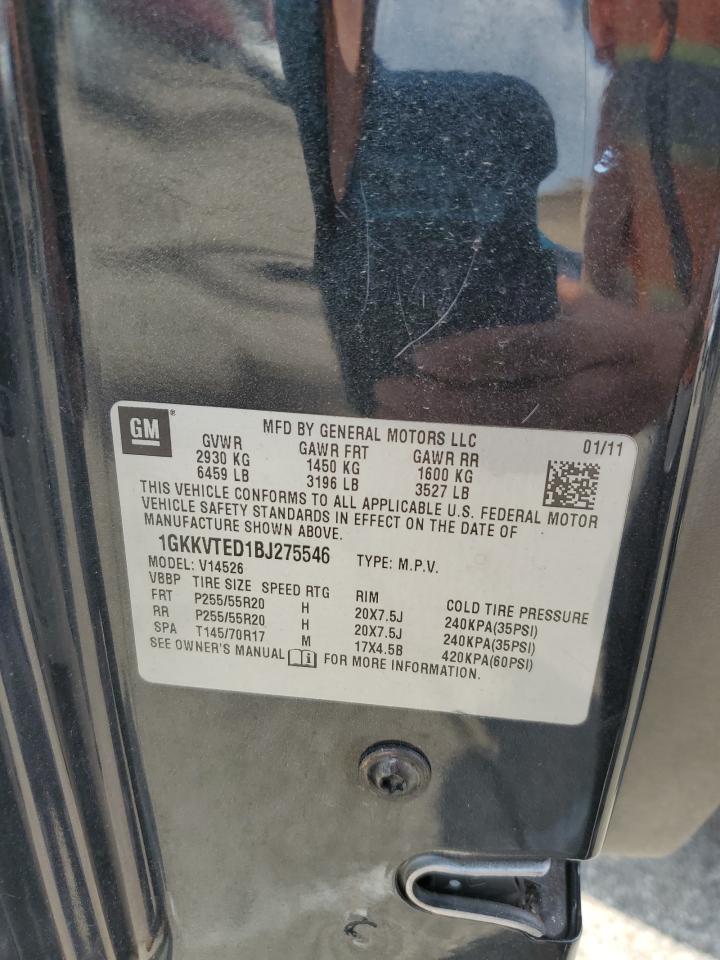 GM ® MFD BY GENERAL MOTORS LLC 01/11
GVWR GAWR FRT GAWR RR
2930 KG 1450 KG 1600 KG
6459 LB 3196 LB 3527 LB
THIS VEHICLE CONFORMS TO ALL APPLICABLE U.S. FEDERAL MOTOR
VEHICLE SAFETY STANDARDS IN EFFECT ON THE DATE OF
MANUFACTURE SHOWN ABOVE.
1GKKVTED1BJ275546 TYPE: M.P.V.
MODEL: V14526
VBBP TIRE SIZE SPEED RTG RIM COLD TIRE PRESSURE
FRT P255/55R20 H 20X7.5J 240KPA(35PSI)
RR P255/55R20 H 20X7.5J 240KPA(35PSI)
SPA T145/70R17 M 17X4.5B 420KPA(60PSI)
SEE OWNER'S MANUAL i FOR MORE INFORMATION.